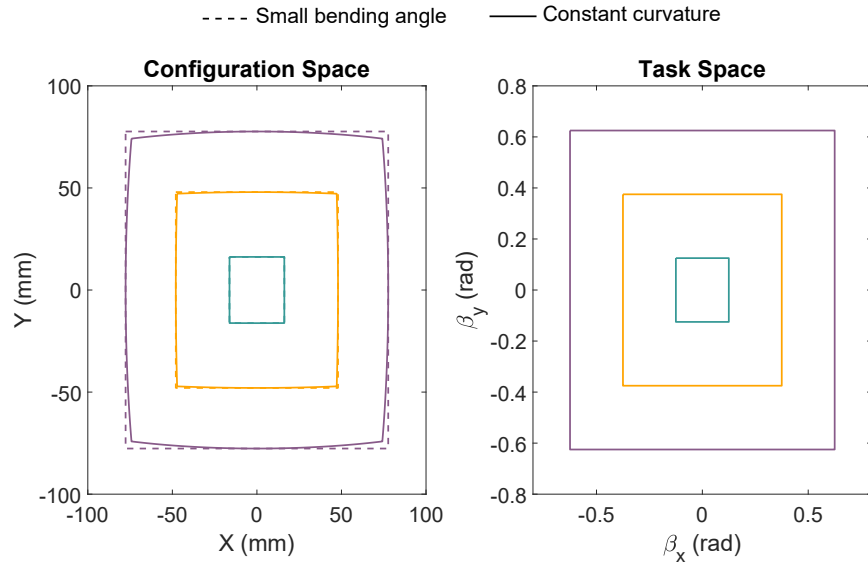 Small bending angle
Constant curvature
Configuration Space
100
50
0
-50
-100
-100
-50
0
50
100
X (mm)
Y (mm)
Task Space
0.8
0.6
0.4
0.2
0
-0.2
-0.4
-0.6
-0.8
-0.5
0
0.5
β_x (rad)
β_y (rad)